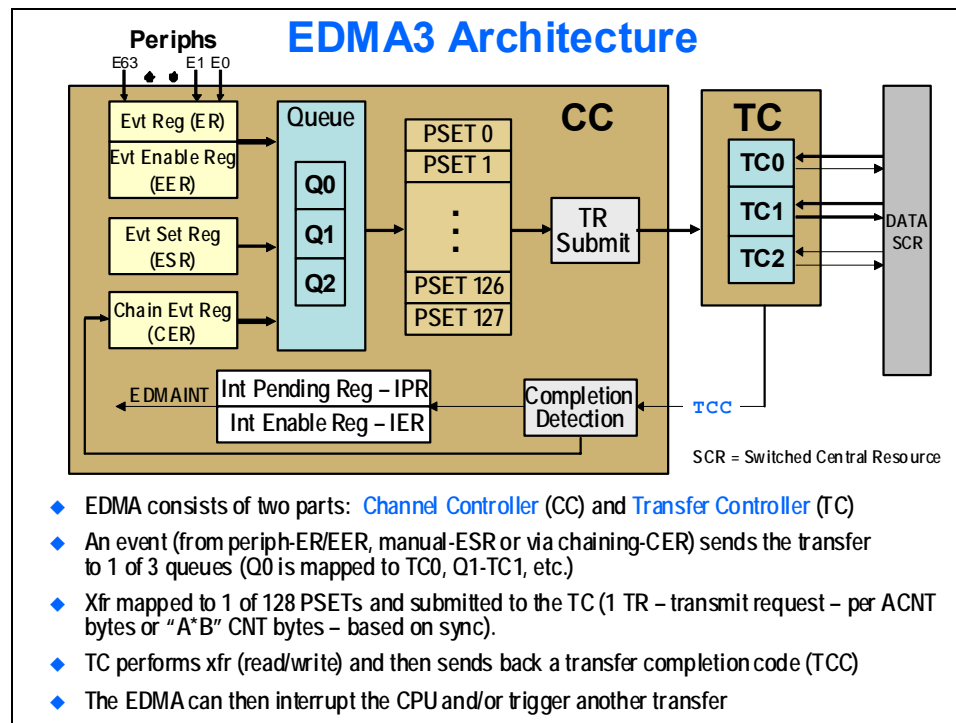 EDMA3 Architecture
Periphs
E63 E1 E0
Evt Reg (ER)
Evt Enable Reg
(EER)
Evt Set Reg
(ESR)
Chain Evt Reg
(CER)
Queue
Q0
Q1
Q2
PSET 0
PSET 1
PSET 126
PSET 127
CC
TR
Submit
TC
TC0
TC1
TC2
DATA
SCR
EDMAINT
Int Pending Reg – IPR
Int Enable Reg – IER
Completion
Detection
TCC
SCR = Switched Central Resource
EDMA consists of two parts: Channel Controller (CC) and Transfer Controller (TC)
An event (from periph-ER/EER, manual-ESR or via chaining-CER) sends the transfer
to 1 of 3 queues (Q0 is mapped to TC0, Q1-TC1, etc.)
Xfr mapped to 1 of 128 PSETs and submitted to the TC (1 TR – transmit request – per ACNT
bytes or “A*B” CNT bytes – based on sync).
TC performs xfr (read/write) and then sends back a transfer completion code (TCC)
The EDMA can then interrupt the CPU and/or trigger another transfer